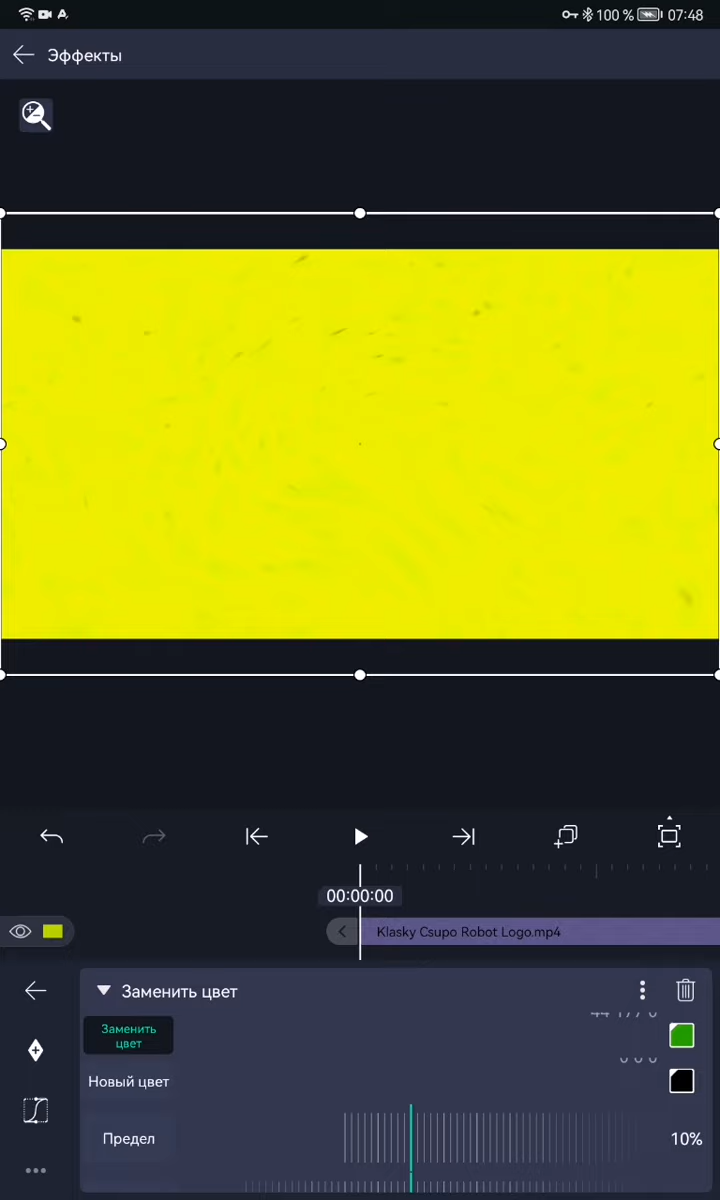 100 % 07:48
Эффекты
00:00:00
Klasky Csupo Robot Logo.mp4
Заменить цвет
Заменить
цвет
Новый цвет
Предел
10%